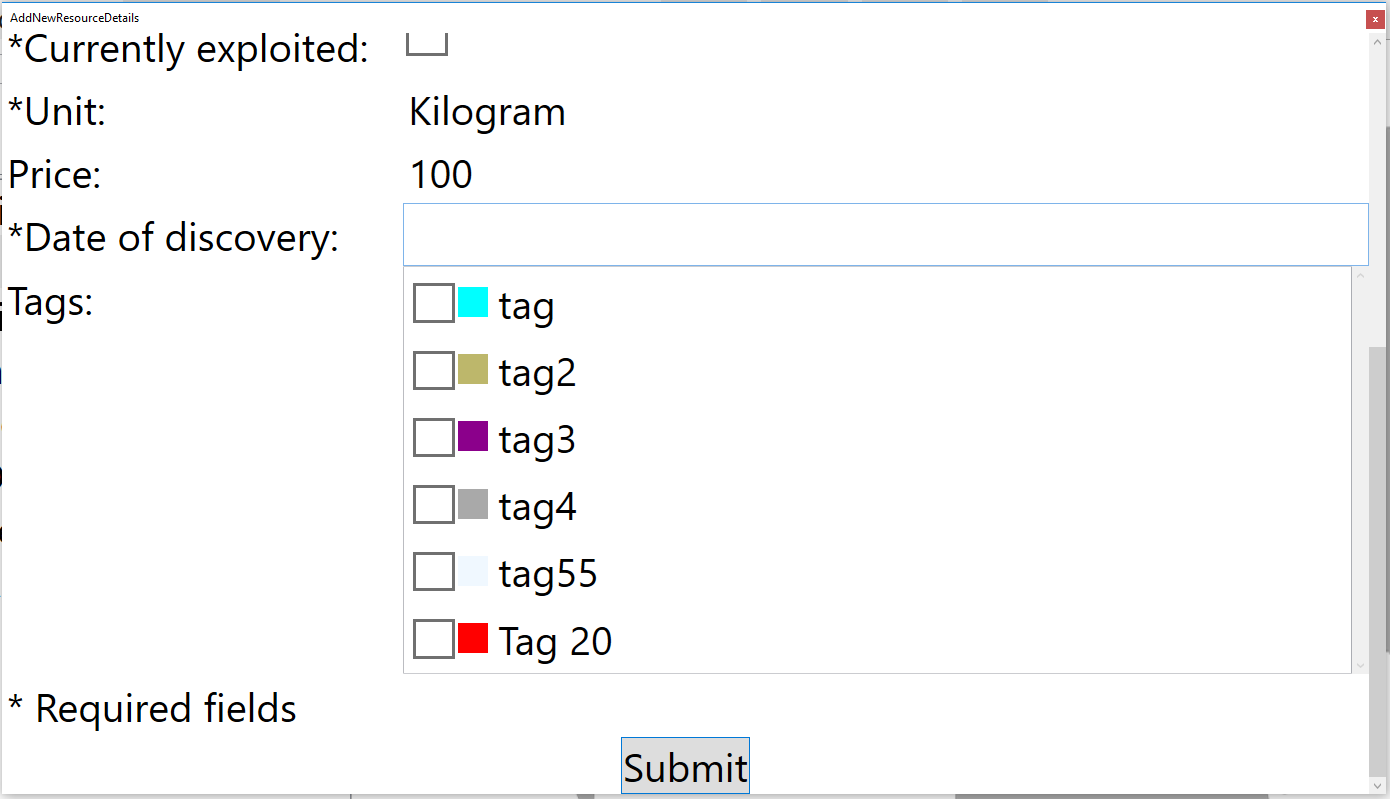 AddNewResourceDetails
*Currently exploited:
*Unit: Kilogram
Price: 100
*Date of discovery:
Tags: tag
tag2
tag3
tag4
tag55
Tag 20
* Required fields
Submit